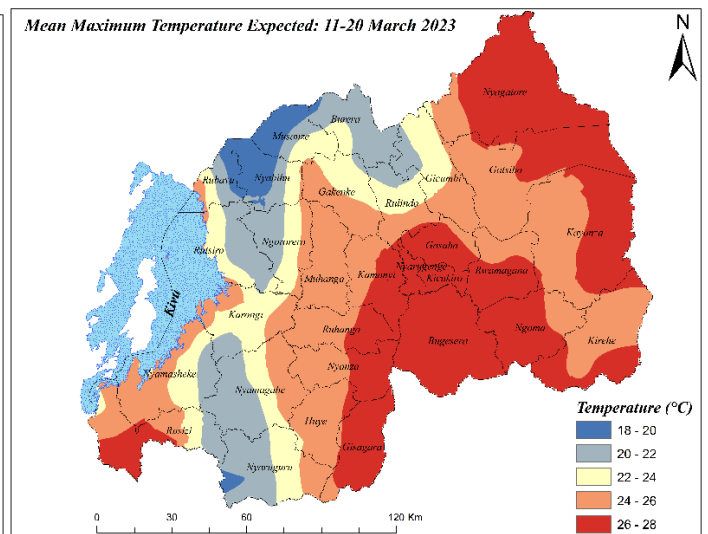 Mean Maximum Temperature Expected: 11-20 March 2023
N
Nyagatare
Burera
Musanze
Gatsibo
Rubavu
Nyabihu
Gicumbi
Gakenke
Rulindo
Kayonza
Rutsiro
Ngororero
Gasabo
Nyarugenge
Rwamagana
Muhanga
Kamonyi
Kicukiro
Kivu
Karongi
Ruhango
Bugesera
Ngoma
Kirehe
Nyamasheke
Nyanza
Nyamagabe
Huye
Rusizi
Gisagara
Nyaruguru
Temperature (°C)
18 - 20
20 - 22
22 - 24
24 - 26
26 - 28
0 30 60 120 Km